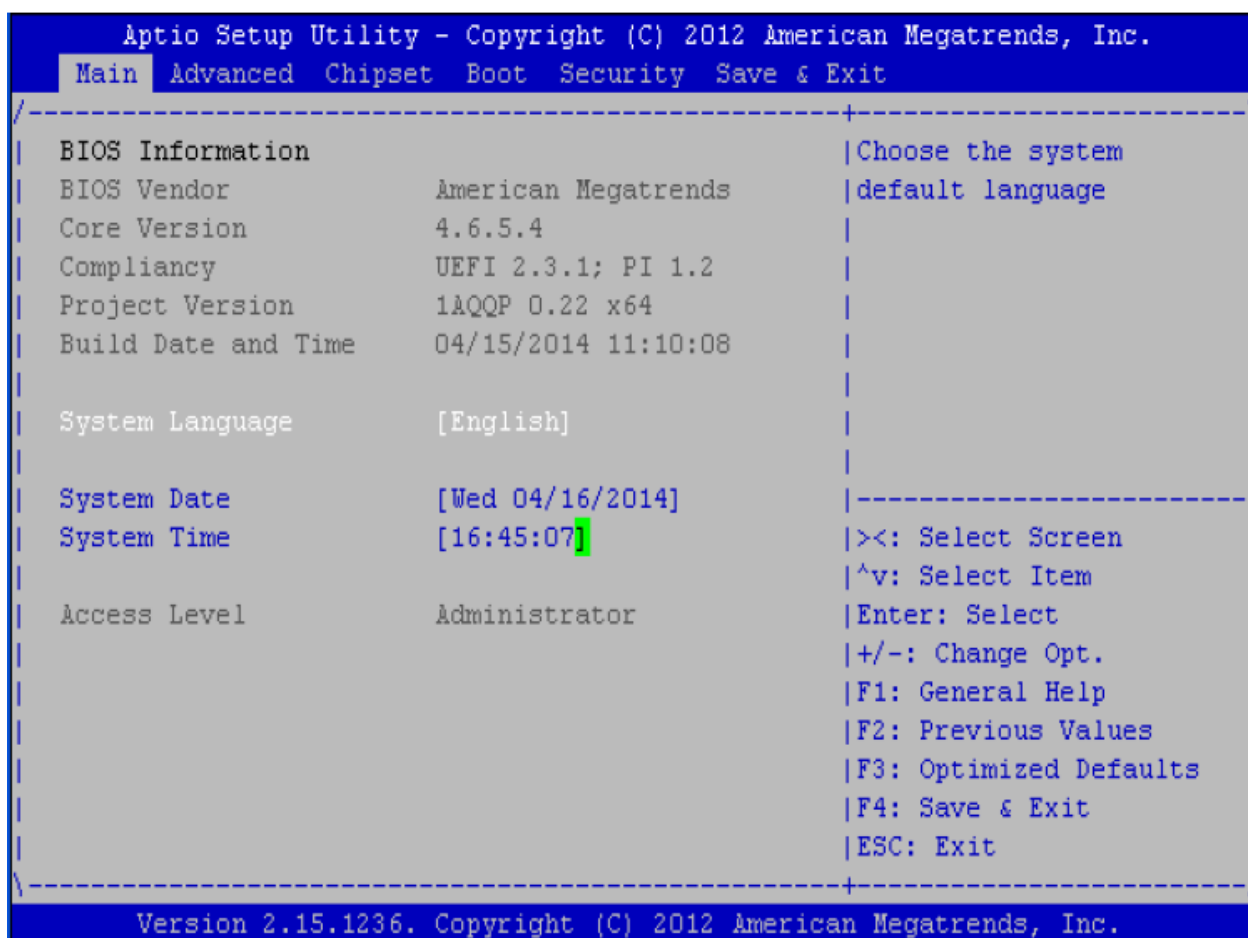 Aptio Setup Utility - Copyright (C) 2012 American Megatrends, Inc.
Main Advanced Chipset Boot Security Save & Exit
BIOS Information
Choose the system
BIOS Vendor American Megatrends
default language
Core Version 4.6.5.4
Compliancy UEFI 2.3.1; PI 1.2
Project Version 1AQQP 0.22 x64
Build Date and Time 04/15/2014 11:10:08
System Language [English]
System Date [Wed 04/16/2014]
System Time [16:45:07]
><: Select Screen
^v: Select Item
Access Level Administrator
Enter: Select
+/-: Change Opt.
F1: General Help
F2: Previous Values
F3: Optimized Defaults
F4: Save & Exit
ESC: Exit
Version 2.15.1236. Copyright (C) 2012 American Megatrends, Inc.